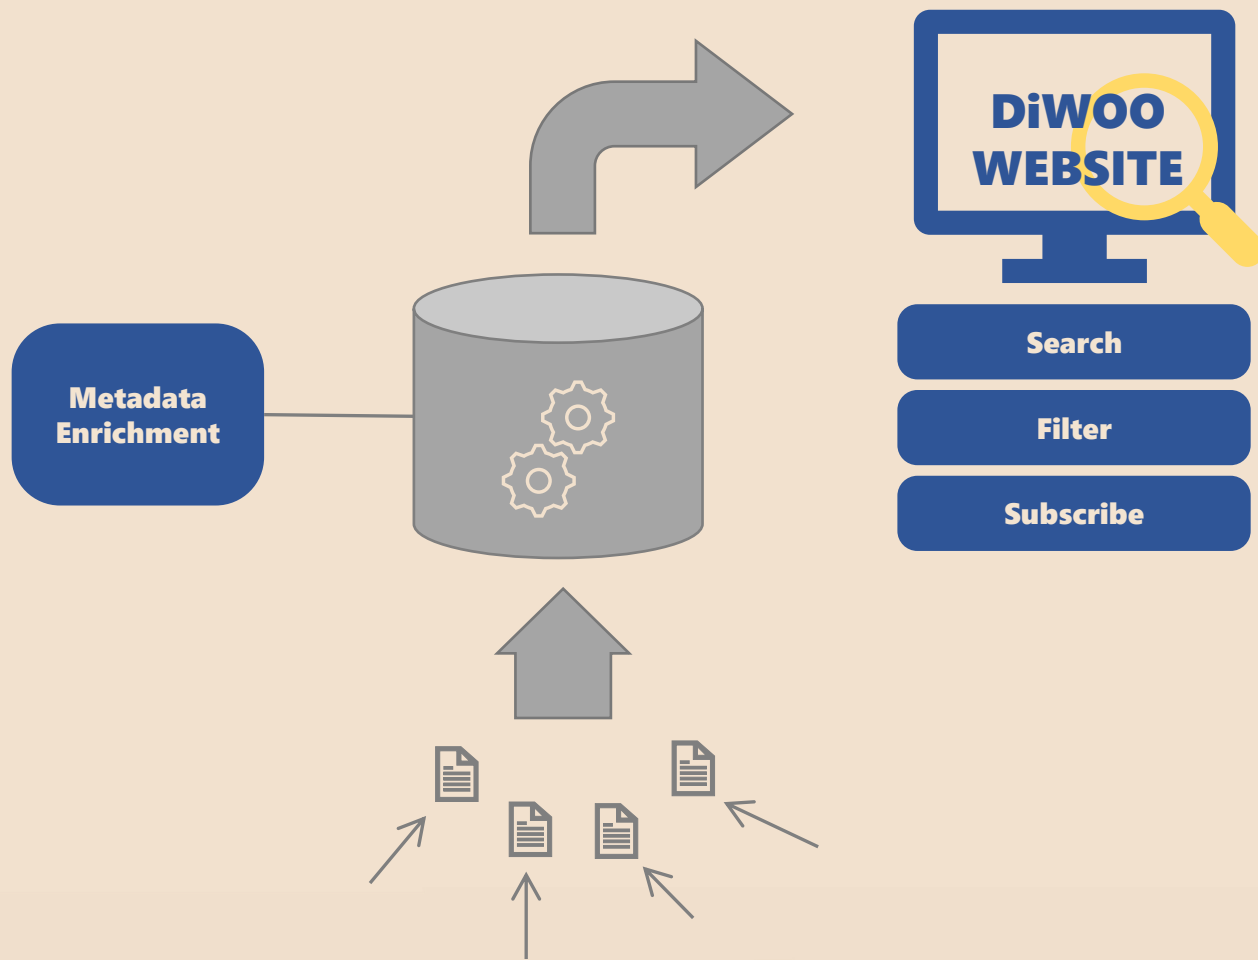 DiWOO
WEBSITE
Metadata
Enrichment
Search
Filter
Subscribe